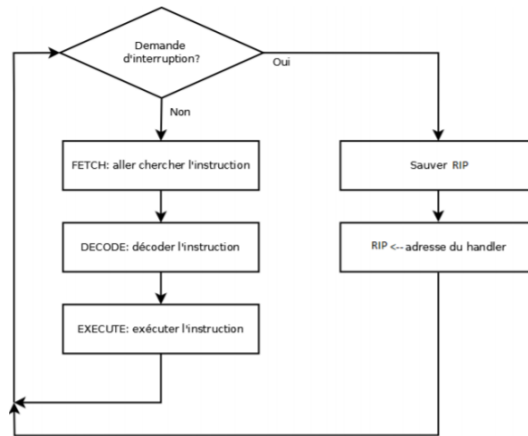 Demande
d'interruption?
Oui
Non
FETCH: aller chercher l'instruction
Sauver RIP
DECODE: décoder l'instruction
RIP <-- adresse du handler
EXECUTE: exécuter l'instruction